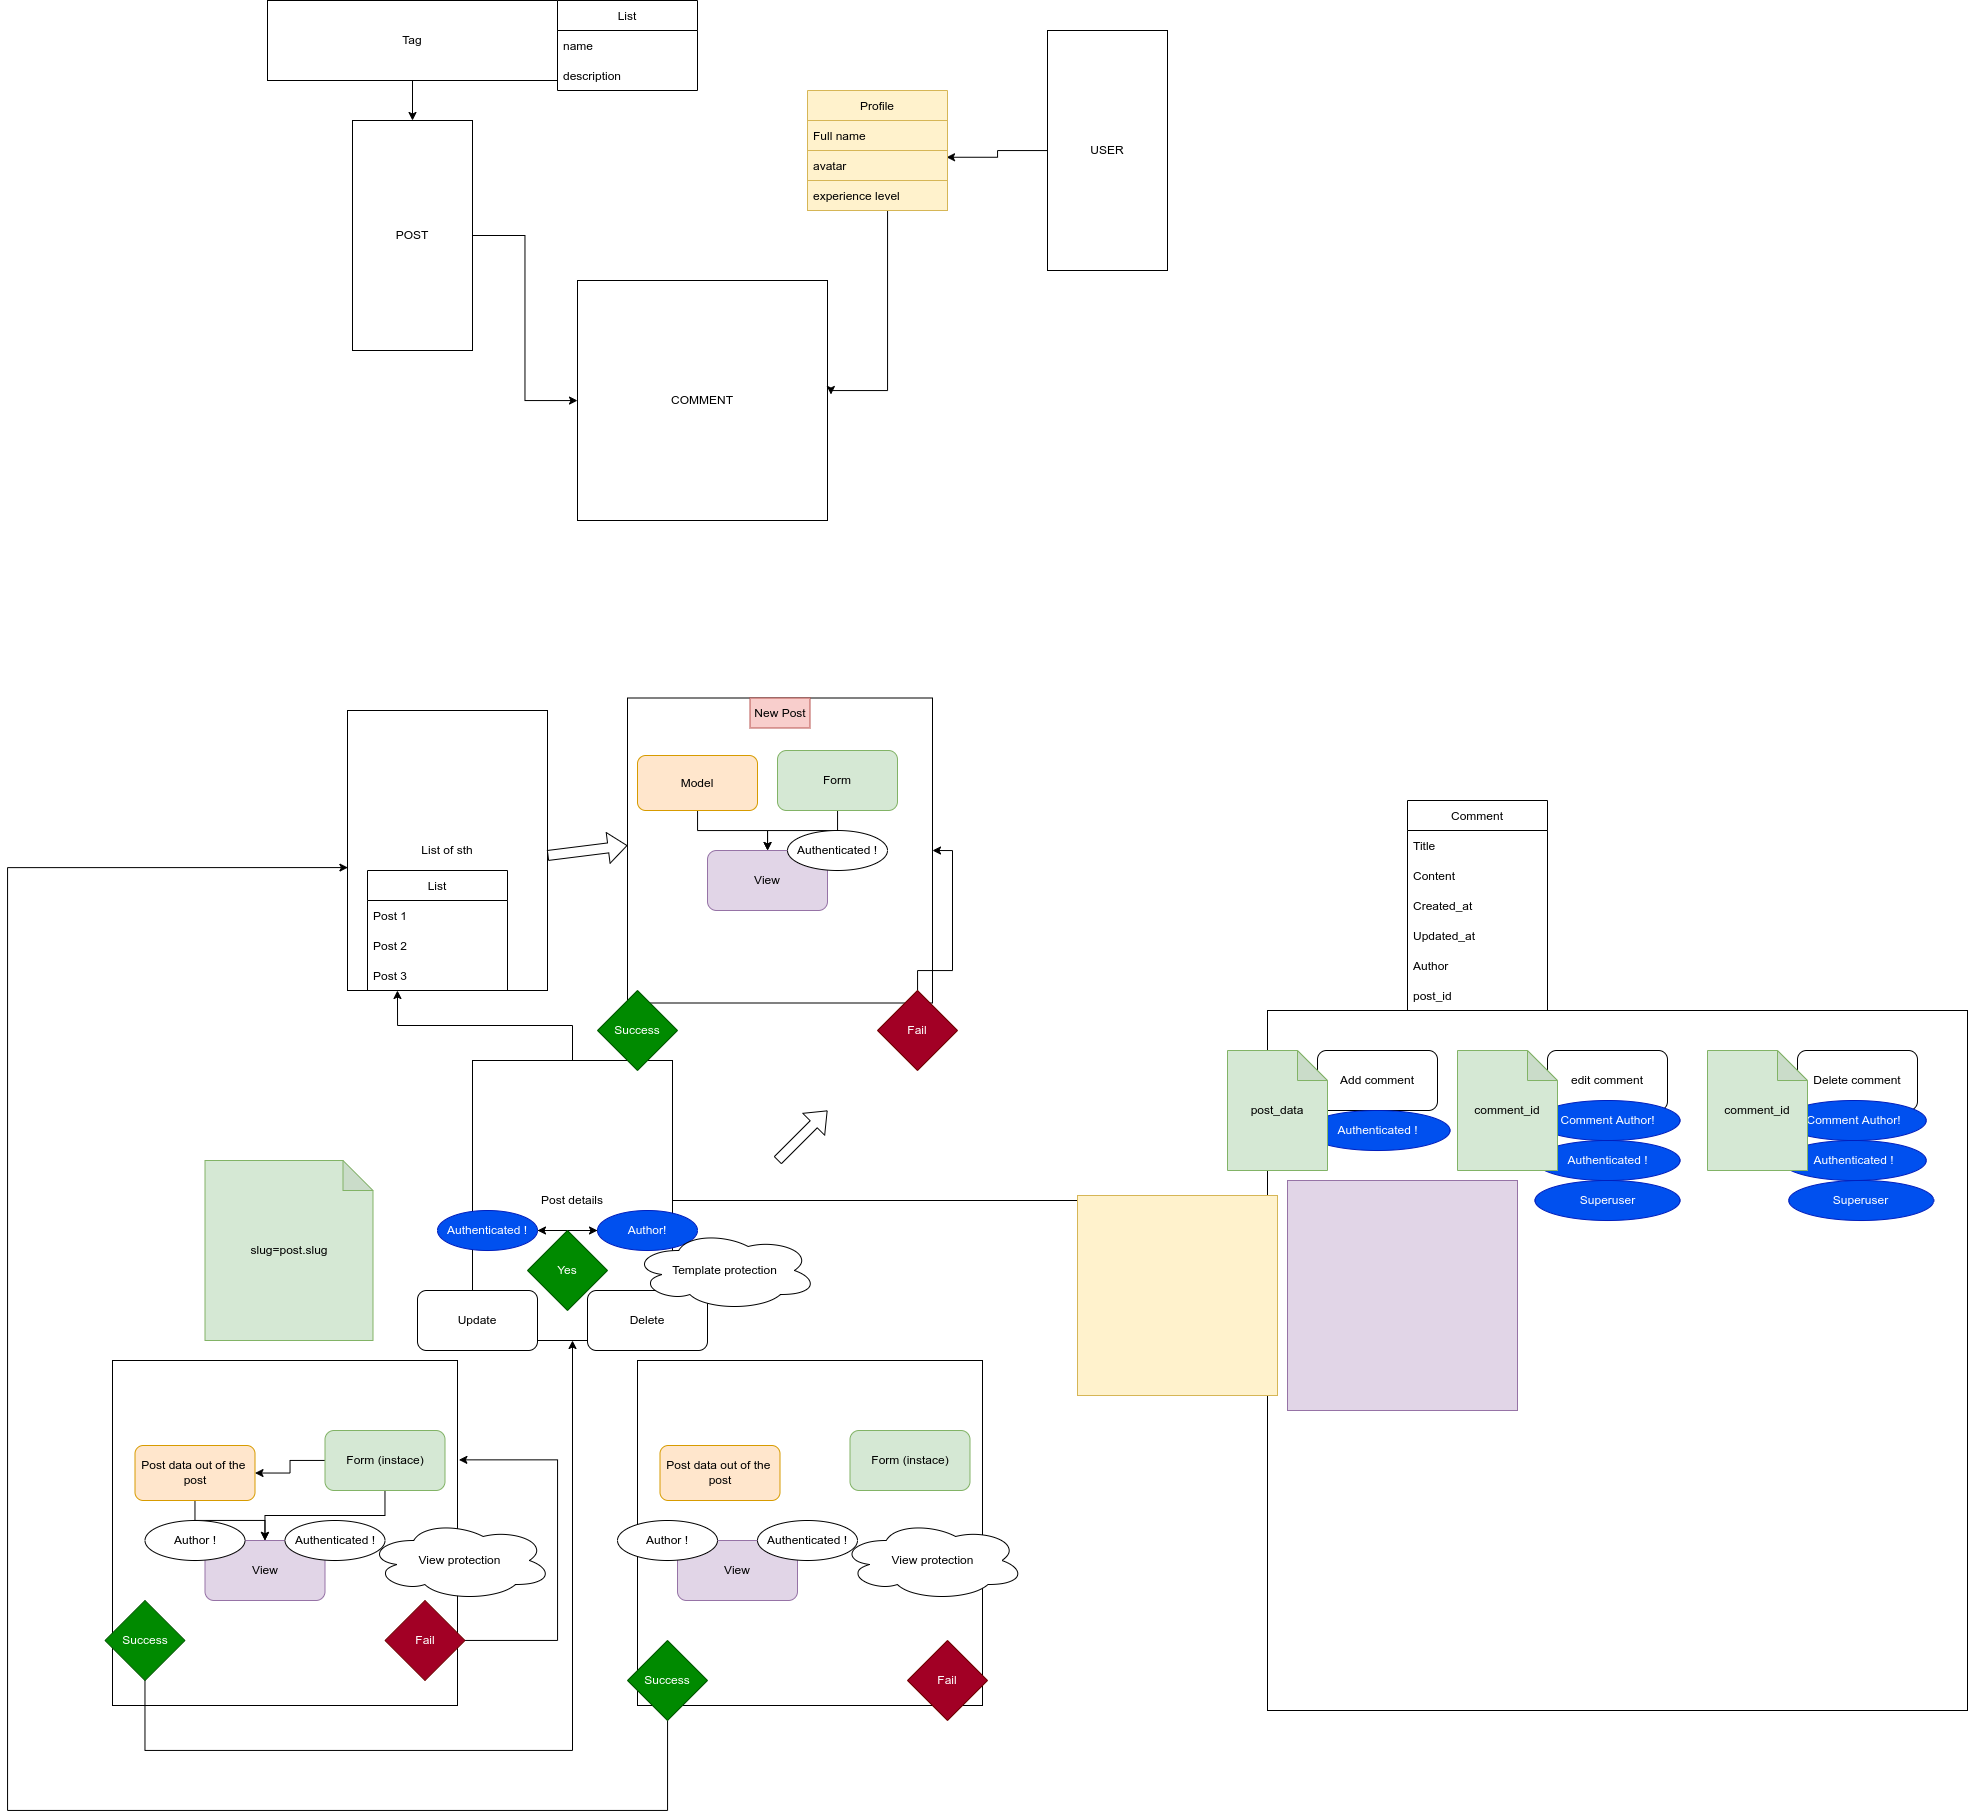 Tag
List
name
description
Profile
Full name
avatar
experience level
USER
POST
COMMENT
New Post
Model
Form
Authenticated !
View
List of sth
List
Post 1
Post 2
Post 3
Success
Fail
Comment
Title
Content
Created_at
Updated_at
Author
post_id
post_data
Add comment
Authenticated !
comment_id
edit comment
Comment Author!
Authenticated !
Superuser
comment_id
Delete comment
Comment Author!
Authenticated !
Superuser
slug=post.slug
Post details
Authenticated !
Author!
Yes
Template protection
Update
Delete
Post data out of the
post
Form (instace)
Author !
Authenticated !
View
View protection
Success
Fail
Post data out of the
post
Form (instace)
Author !
Authenticated !
View
View protection
Success
Fail